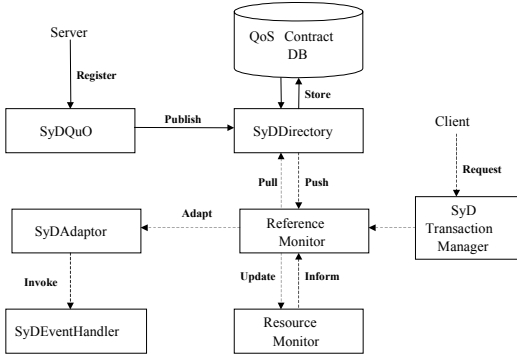 Server
QoS Contract
DB
Register
Store
SyDQuO
Publish
SyDDirectory
Client
Pull
Push
Request
SyDAdaptor
Adapt
Reference
Monitor
SyD
Transaction
Manager
Invoke
Update
Inform
SyDEventHandler
Resource
Monitor